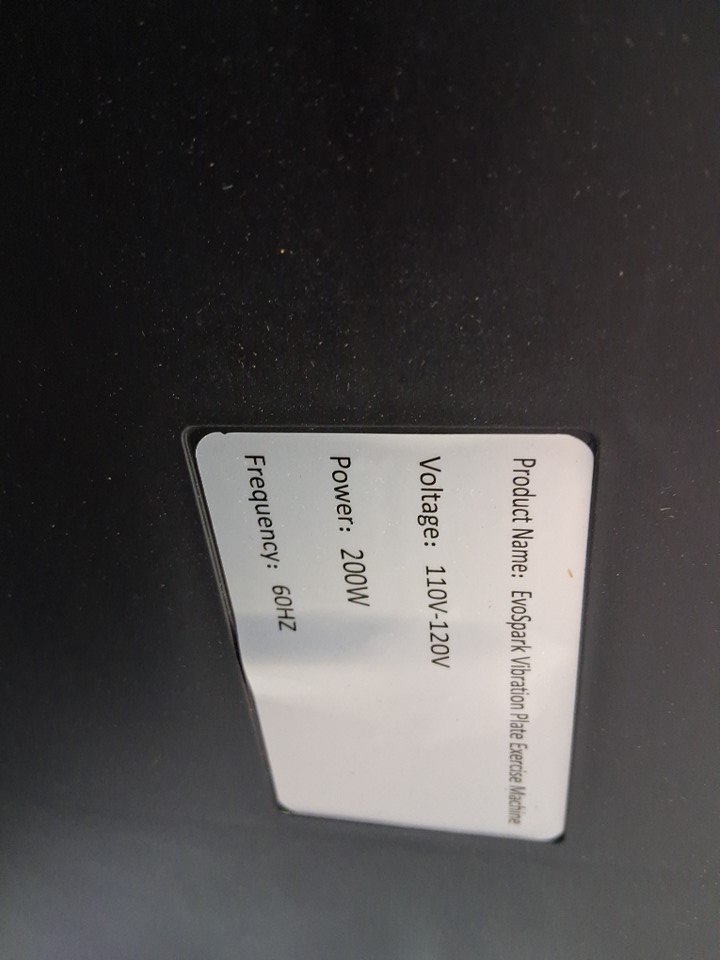 Product Name: EvoSpark Vibration Plate Exercise Machine
Voltage: 110V-120V
Power: 200W
Frequency: 60HZ